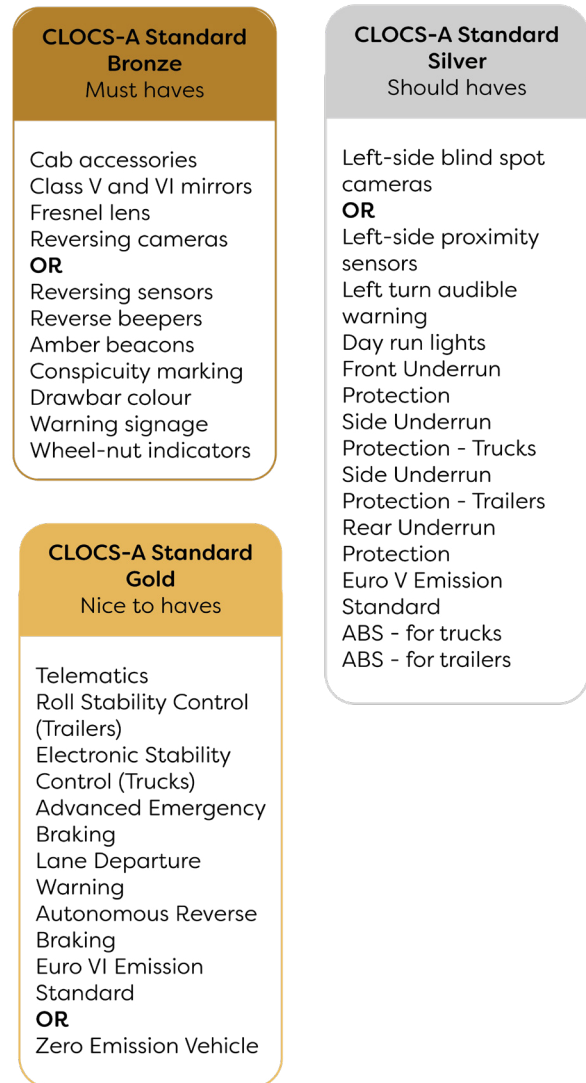 CLOCS-A Standard
Bronze
Must haves
Cab accessories
Class V and VI mirrors
Fresnel lens
Reversing cameras
OR
Reversing sensors
Reverse beepers
Amber beacons
Conspicuity marking
Drawbar colour
Warning signage
Wheel-nut indicators
CLOCS-A Standard
Silver
Should haves
Left-side blind spot
cameras
OR
Left-side proximity
sensors
Left turn audible
warning
Day run lights
Front Underrun
Protection
Side Underrun
Protection - Trucks
Side Underrun
Protection - Trailers
Rear Underrun
Protection
Euro V Emission
Standard
ABS - for trucks
ABS - for trailers
CLOCS-A Standard
Gold
Nice to haves
Telematics
Roll Stability Control
(Trailers)
Electronic Stability
Control (Trucks)
Advanced Emergency
Braking
Lane Departure
Warning
Autonomous Reverse
Braking
Euro VI Emission
Standard
OR
Zero Emission Vehicle